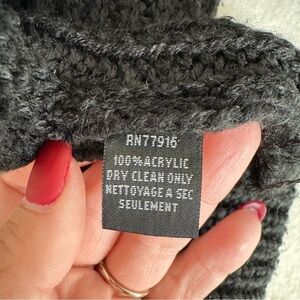 RN77916
100% ACRYLIC
DRY CLEAN ONLY
NETTOYAGE A SEC
SEULEMENT